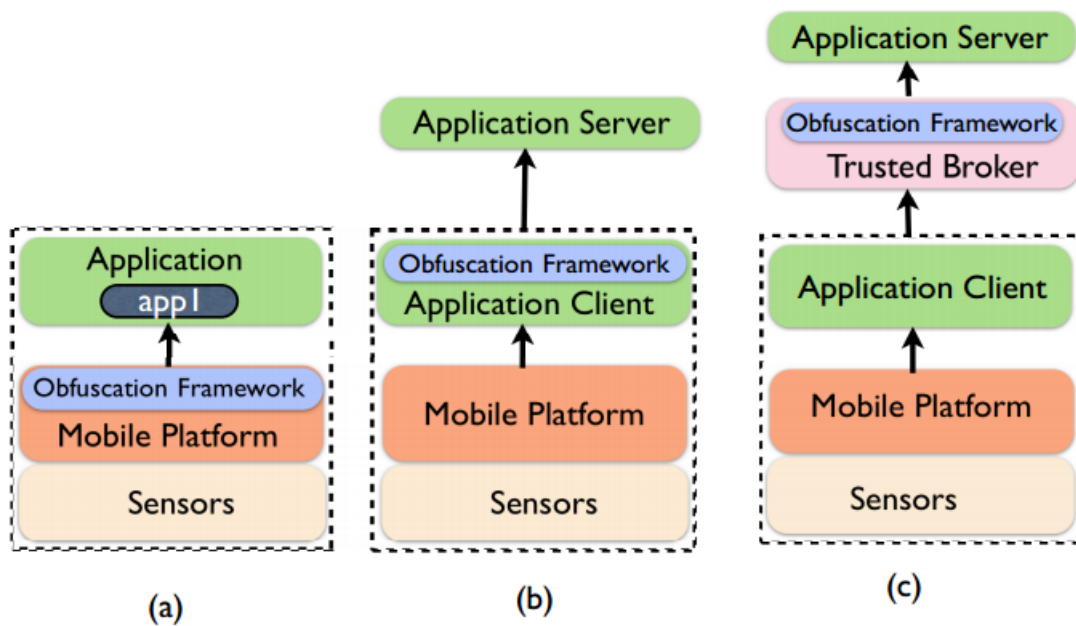 Application
app1
Obfuscation Framework
Mobile Platform
Sensors
(a)
Application Server
Obfuscation Framework
Application Client
Mobile Platform
Sensors
(b)
Application Server
Obfuscation Framework
Trusted Broker
Application Client
Mobile Platform
Sensors
(c)